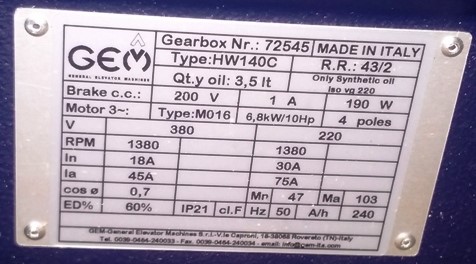 GEM
GENERAL ELEVATOR MACHINES
Gearbox Nr.: 72545 MADE IN ITALY
Type:HW140C R.R.: 43/2
Qt.y oil: 3,5 lt Only Synthetic oil
iso vg 220
Brake c.c.: 200 V 1 A 190 W
Motor 3~: Type:M016 6,8kW/10Hp 4 poles
V 380 220
RPM 1380 1380
In 18A 30A
Ia 45A 75A
cos ø 0,7 Mn 47 Ma 103
ED% 60% IP21 cl.F Hz 50 A/h 240
GEM-General Elevator Machines S.r.l.-V.le Caproni, 18-38068 Rovereto (TN)-Italy
Tel. 0039-0464-240033 - Fax. 0039-0464-240034 - email: info@gem-ita.com